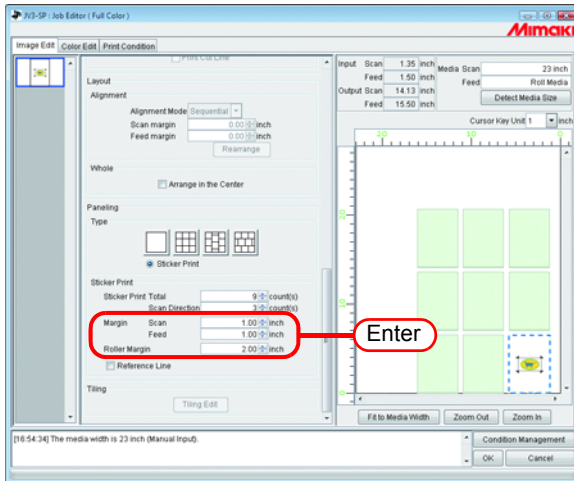 JV3-SP : Job Editor ( Full Color )
Mimaki
Image Edit Color Edit Print Condition
Print Cut Line
Layout
Alignment
Alignment Mode Sequential
Scan margin 0.00 inch
Feed margin 0.00 inch
Rearrange
Whole
Arrange in the Center
Paneling
Type
Sticker Print
Sticker Print
Sticker Print Total 9 count(s)
Scan Direction 3 count(s)
Margin Scan 1.00 inch
Feed 1.00 inch
Roller Margin 2.00 inch
Reference Line
Tiling
Tiling Edit
Enter
Input Scan 1.35 inch
Feed 1.50 inch
Output Scan 14.13 inch
Feed 15.50 inch
Media Scan 23 inch
Feed Roll Media
Detect Media Size
Cursor Key Unit 1 inch
20 10 0
20
10
0
Fit to Media Width Zoom Out Zoom In
[16:54:34] The media width is 23 inch (Manual Input).
Condition Management
OK Cancel